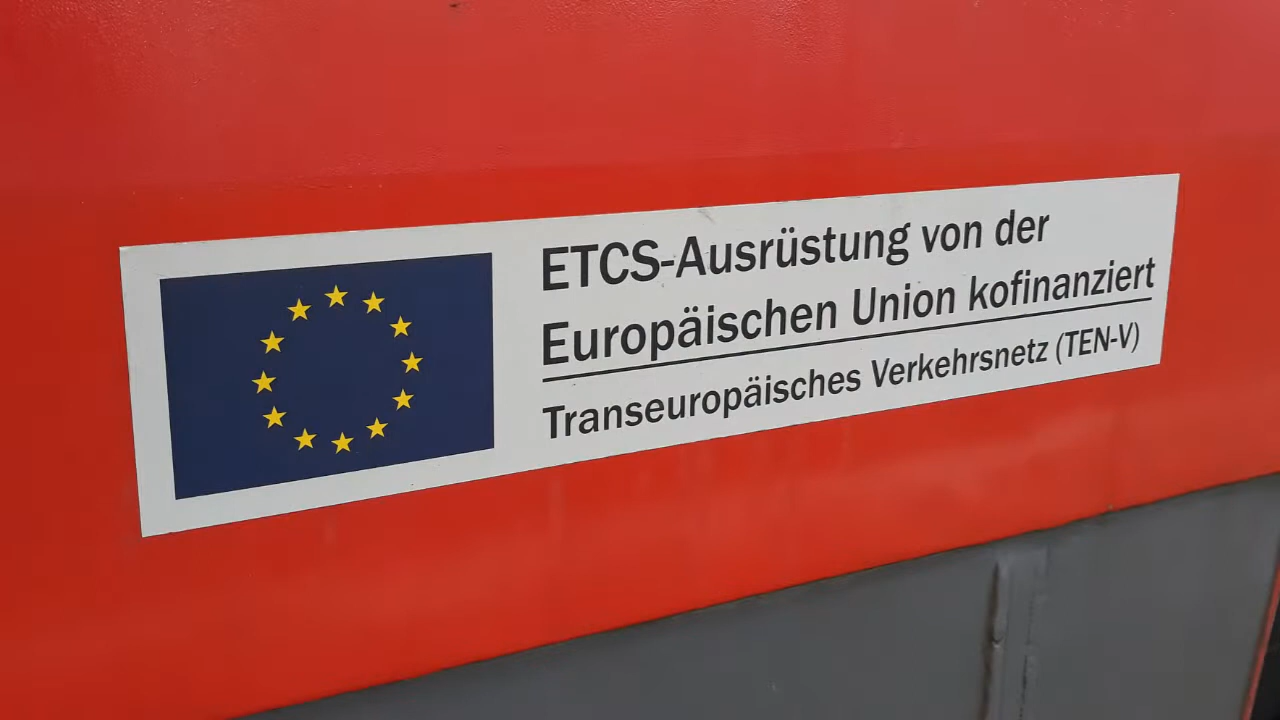 ETCS-Ausrüstung von der
Europäischen Union kofinanziert
Transeuropäisches Verkehrsnetz (TEN-V)